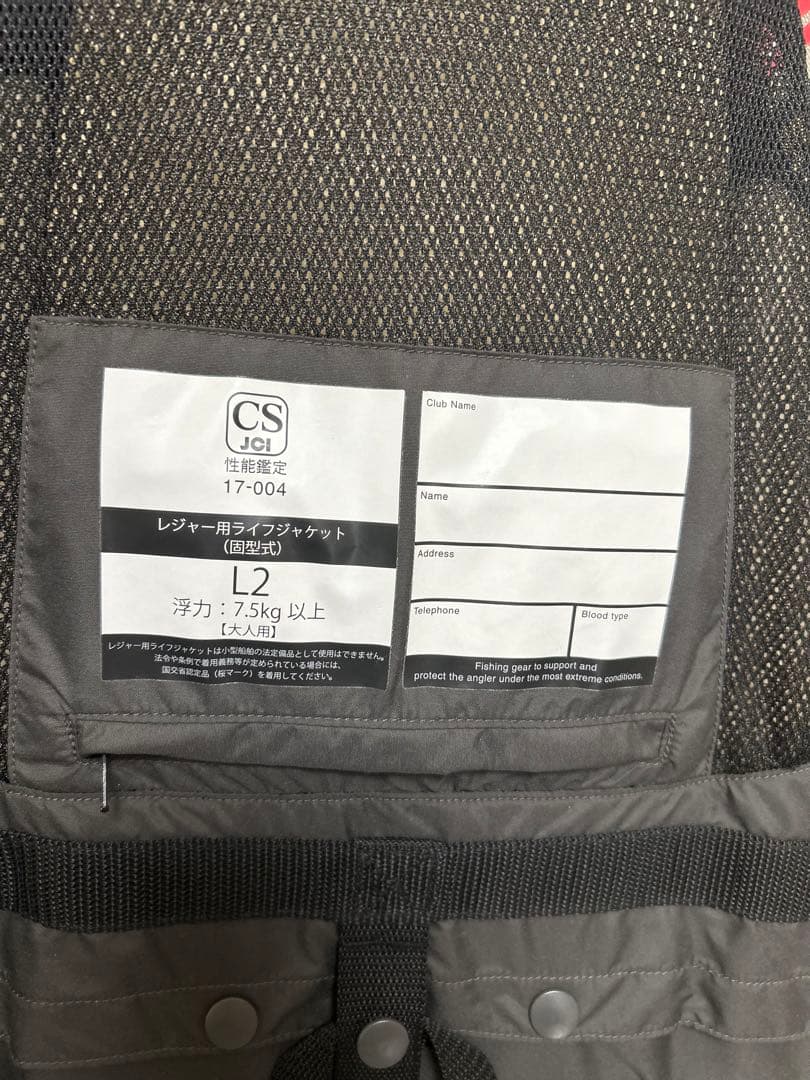 CS
JCI
性能鑑定
17-004
レジャー用ライフジャケット
(固型式)
L2
浮力：7.5kg 以上
【大人用】
レジャー用ライフジャケットは小型船舶の法定備品として使用はできません。
法令や条例で着用義務等が定められている場合には、
国交省認定品（桜マーク）を着用してください。
Club Name
Name
Address
Telephone
Blood type
Fishing gear to support and
protect the angler under the most extreme conditions.